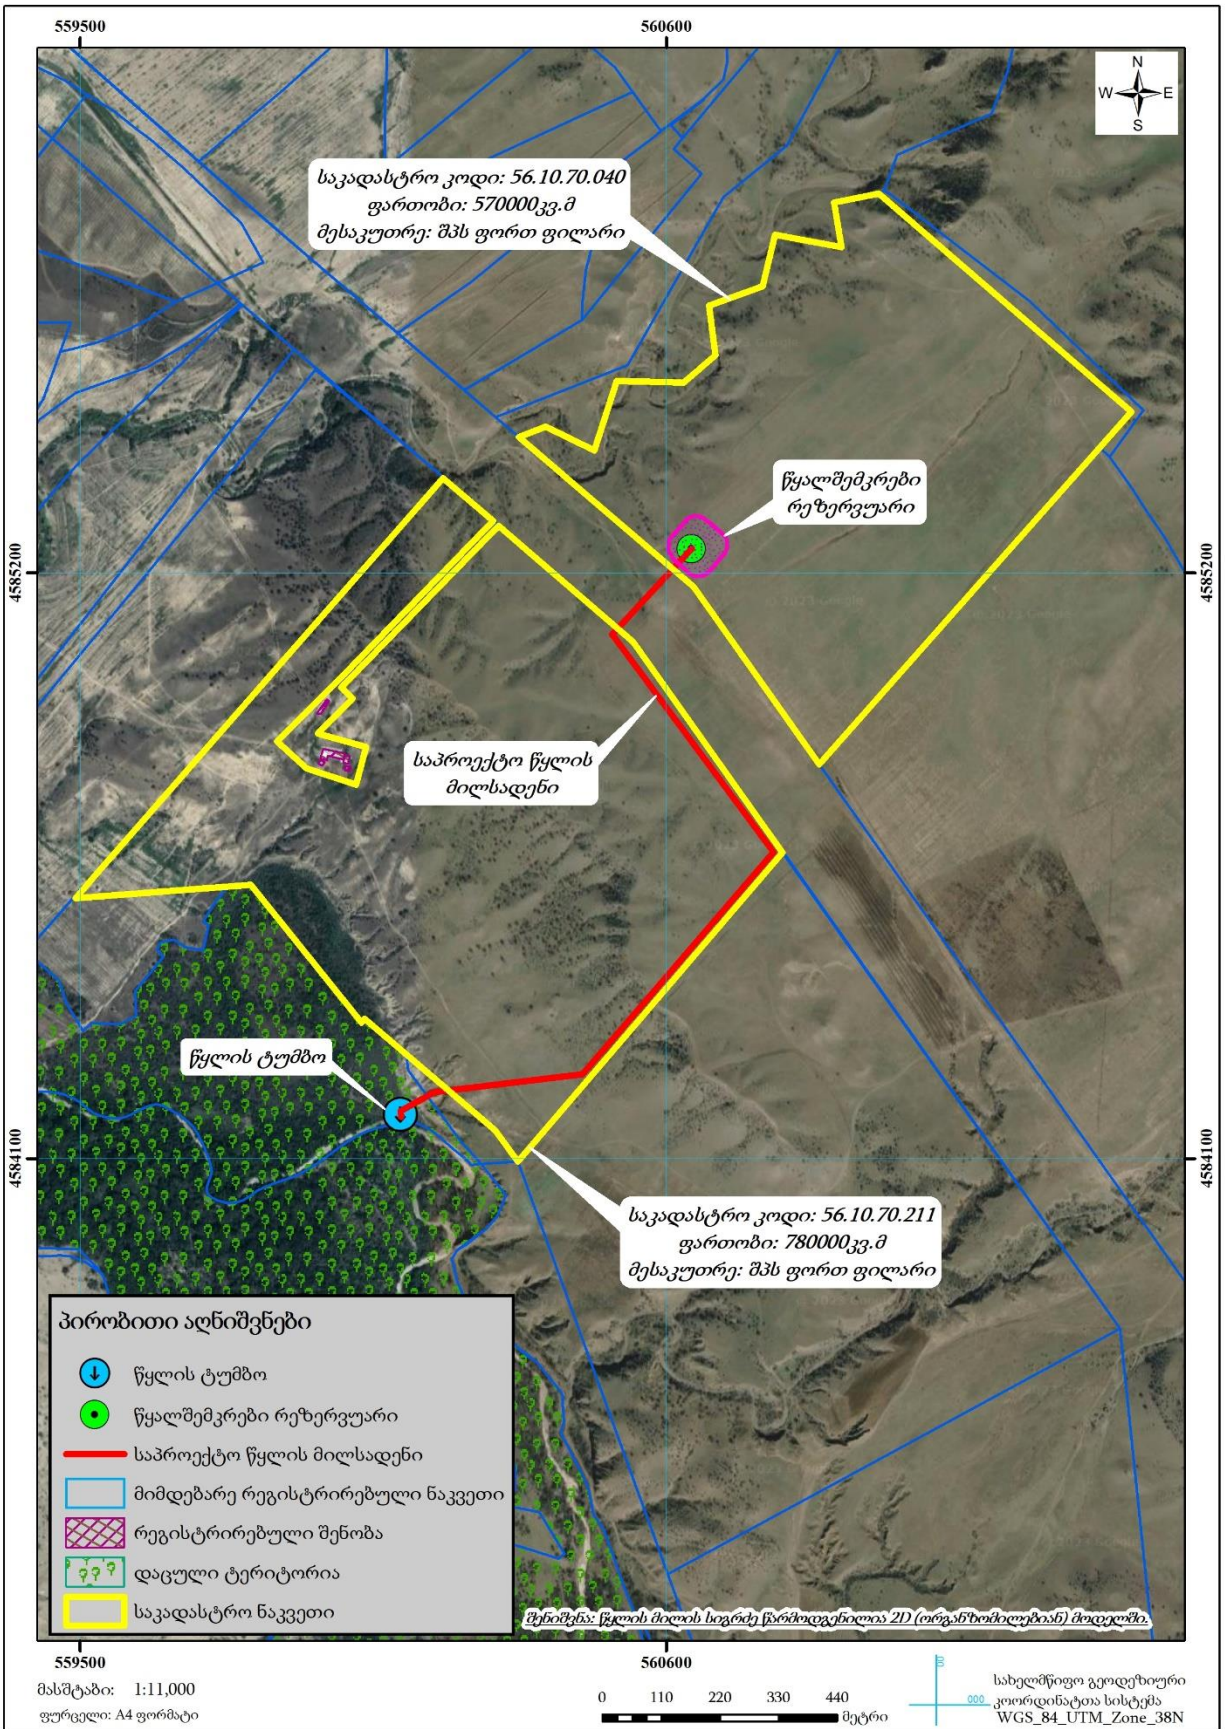 559500
560600
N
W E
S
საკადასტრო კოდი: 56.10.70.040
ფართობი: 570000კვ.მ
მესაკუთრე: შპს ფორთ ფილარი
წყალშემკრები
რეზერვუარი
4585200
4585200
საპროექტო წყლის
მილსადენი
წყლის ტუმბო
4584100
4584100
საკადასტრო კოდი: 56.10.70.211
ფართობი: 780000კვ.მ
მესაკუთრე: შპს ფორთ ფილარი
პირობითი აღნიშვნები
წყლის ტუმბო
წყალშემკრები რეზერვუარი
საპროექტო წყლის მილსადენი
მიმდებარე რეგისტრირებული ნაკვეთი
რეგისტრირებული შენობა
დაცული ტერიტორია
საკადასტრო ნაკვეთი
შენიშვნა: წყლის მილის სიგრძე წარმოდგენილია 2D (ორგანზომილებიან) მოდელში.
559500
560600
მასშტაბი: 1:11,000
ფურცელი: A4 ფორმატი
0 110 220 330 440
მეტრი
00
000
სახელმწიფო გეოდეზიური
კოორდინატთა სისტემა
WGS_84_UTM_Zone_38N